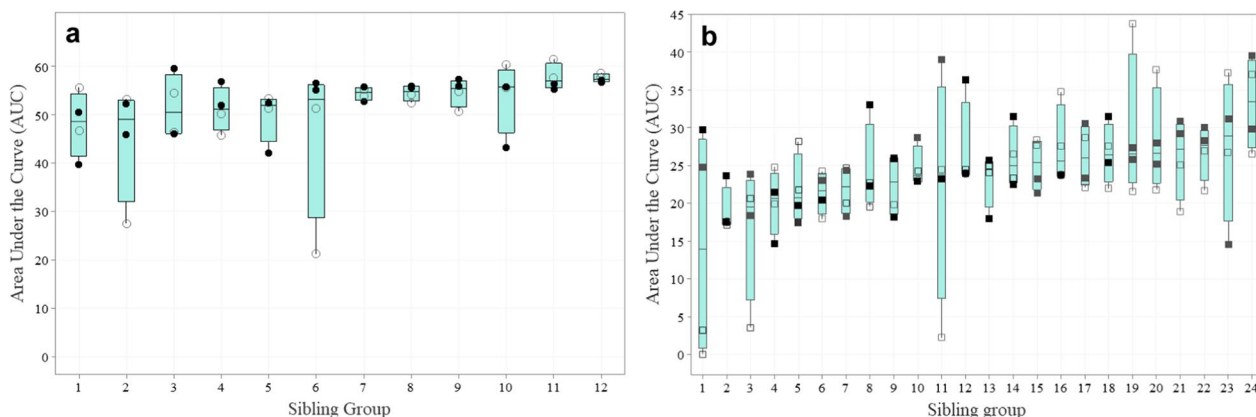 a
Area Under the Curve (AUC)
60
50
40
30
20
10
0
1 2 3 4 5 6 7 8 9 10 11 12
Sibling Group
b
Area Under the Curve (AUC)
45
40
35
30
25
20
15
10
5
0
1 2 3 4 5 6 7 8 9 10 11 12 13 14 15 16 17 18 19 20 21 22 23 24
Sibling group